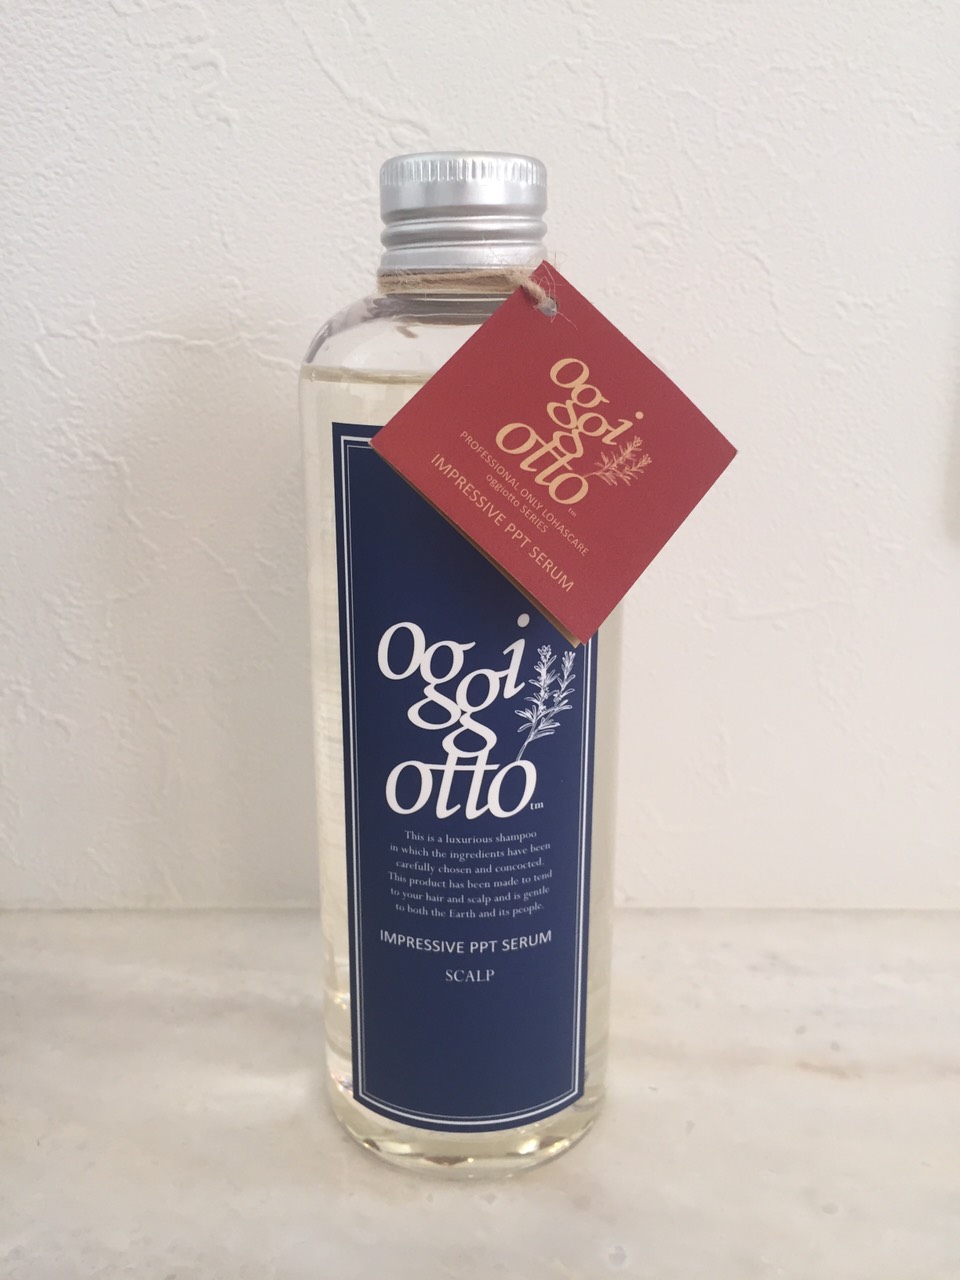 oggi
otto
tm
PROFESSIONAL ONLY LOHASCARE
oggiotto SERIES
IMPRESSIVE PPT SERUM
oggi
otto
tm
This is a luxurious shampoo
in which the ingredients have been
carefully chosen and concocted.
This product has been made to tend
to your hair and scalp and is gentle
to both the Earth and its people.
IMPRESSIVE PPT SERUM
SCALP